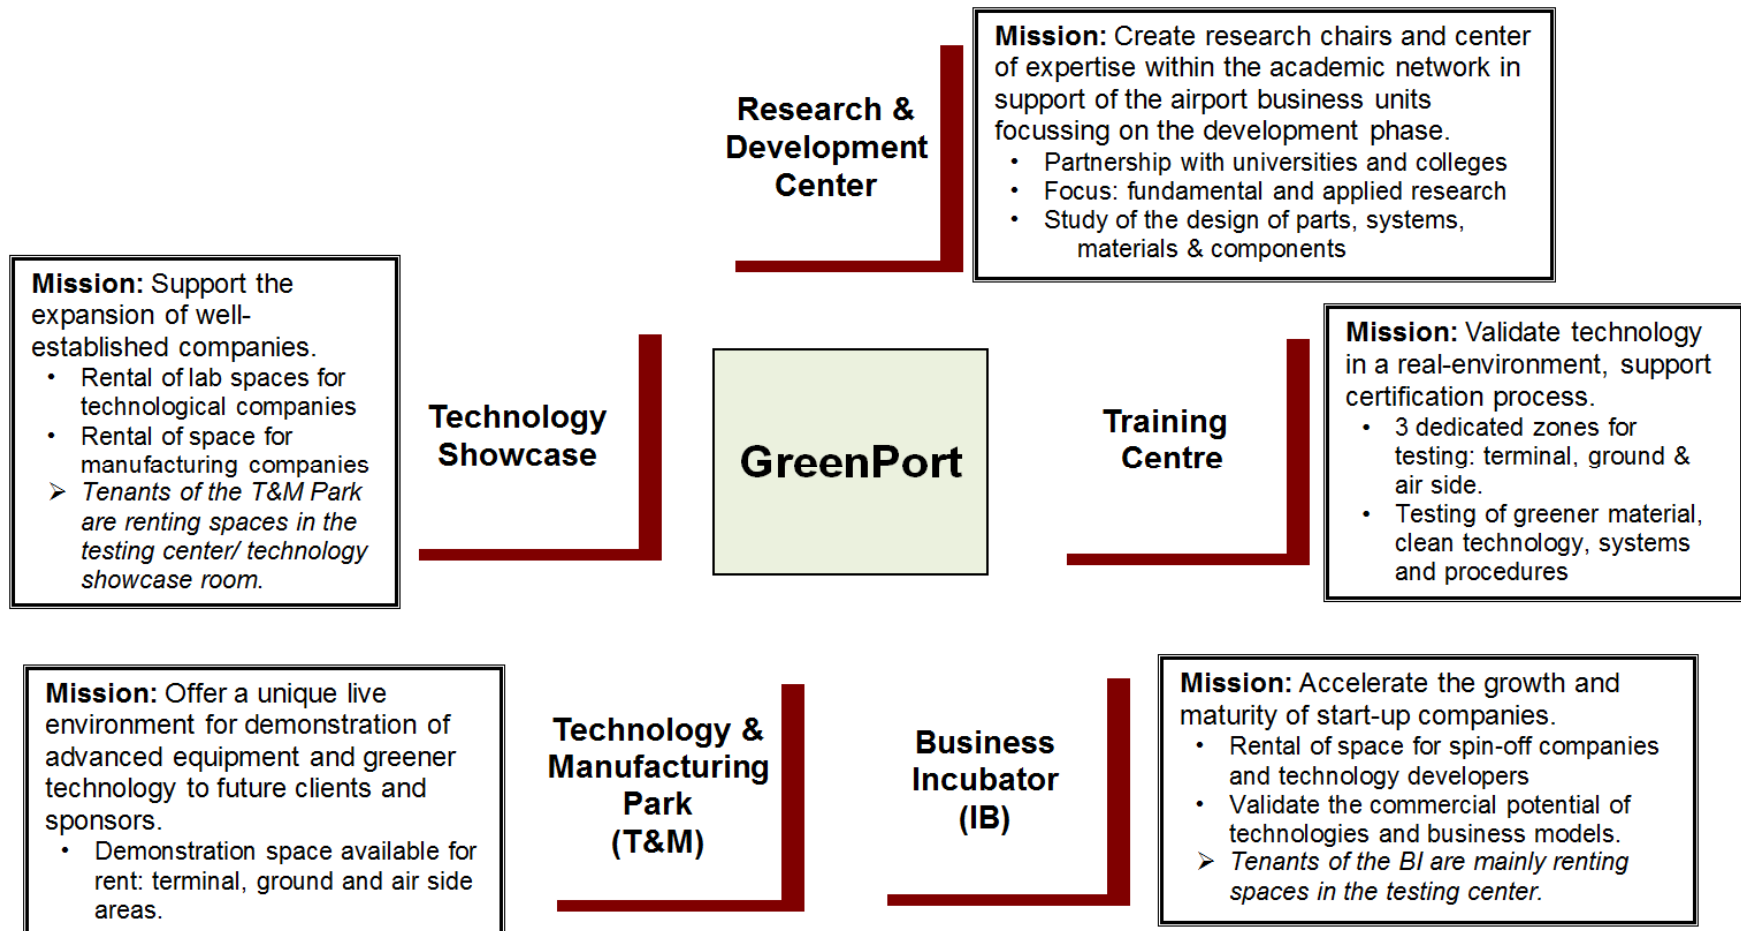 Research &
Development
Center
Mission: Create research chairs and center
of expertise within the academic network in
support of the airport business units
focussing on the development phase.
• Partnership with universities and colleges
• Focus: fundamental and applied research
• Study of the design of parts, systems,
materials & components
Mission: Support the
expansion of well-
established companies.
• Rental of lab spaces for
technological companies
• Rental of space for
manufacturing companies
➢ Tenants of the T&M Park
are renting spaces in the
testing center/ technology
showcase room.
Technology
Showcase
GreenPort
Training
Centre
Mission: Validate technology
in a real-environment, support
certification process.
• 3 dedicated zones for
testing: terminal, ground &
air side.
• Testing of greener material,
clean technology, systems
and procedures
Mission: Offer a unique live
environment for demonstration of
advanced equipment and greener
technology to future clients and
sponsors.
• Demonstration space available for
rent: terminal, ground and air side
areas.
Technology &
Manufacturing
Park
(T&M)
Business
Incubator
(IB)
Mission: Accelerate the growth and
maturity of start-up companies.
• Rental of space for spin-off companies
and technology developers
• Validate the commercial potential of
technologies and business models.
➢ Tenants of the BI are mainly renting
spaces in the testing center.